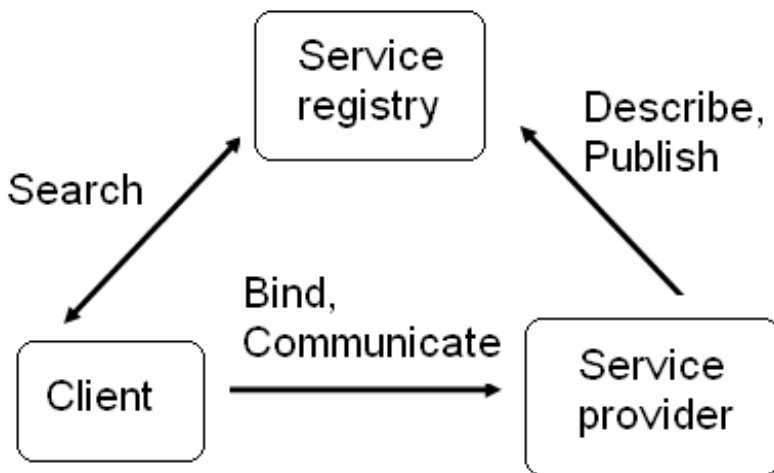 Service
registry
Describe,
Publish
Search
Bind,
Communicate
Client
Service
provider